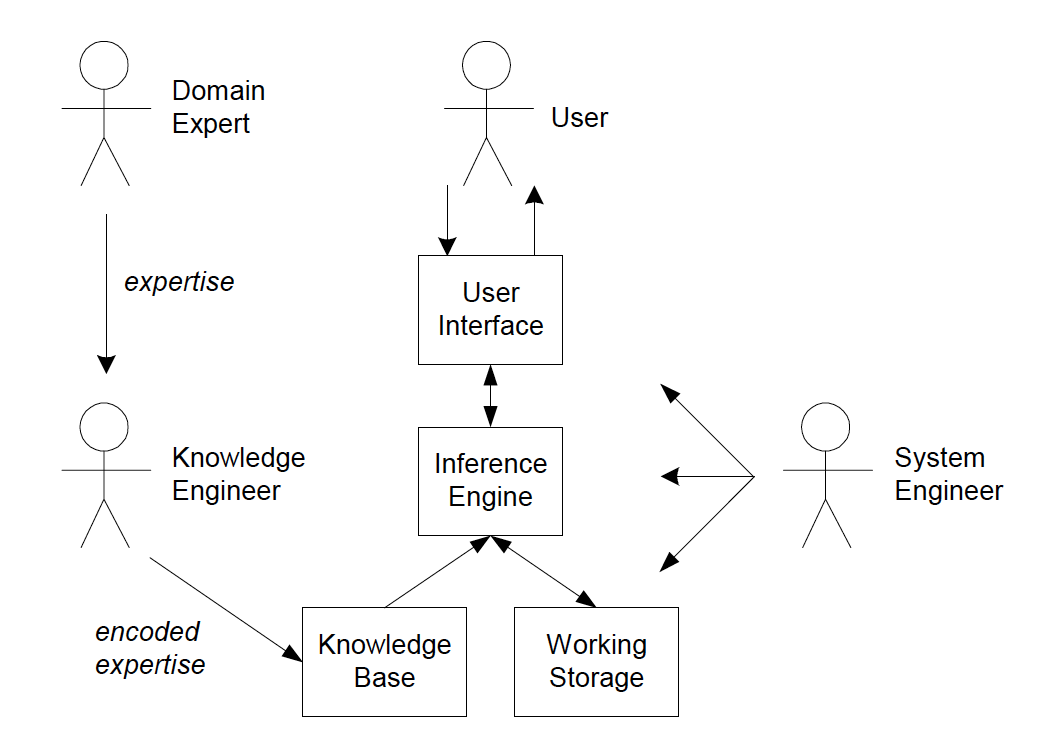 Domain
Expert
User
expertise
User
Interface
Knowledge
Engineer
Inference
Engine
System
Engineer
encoded
expertise
Knowledge
Base
Working
Storage